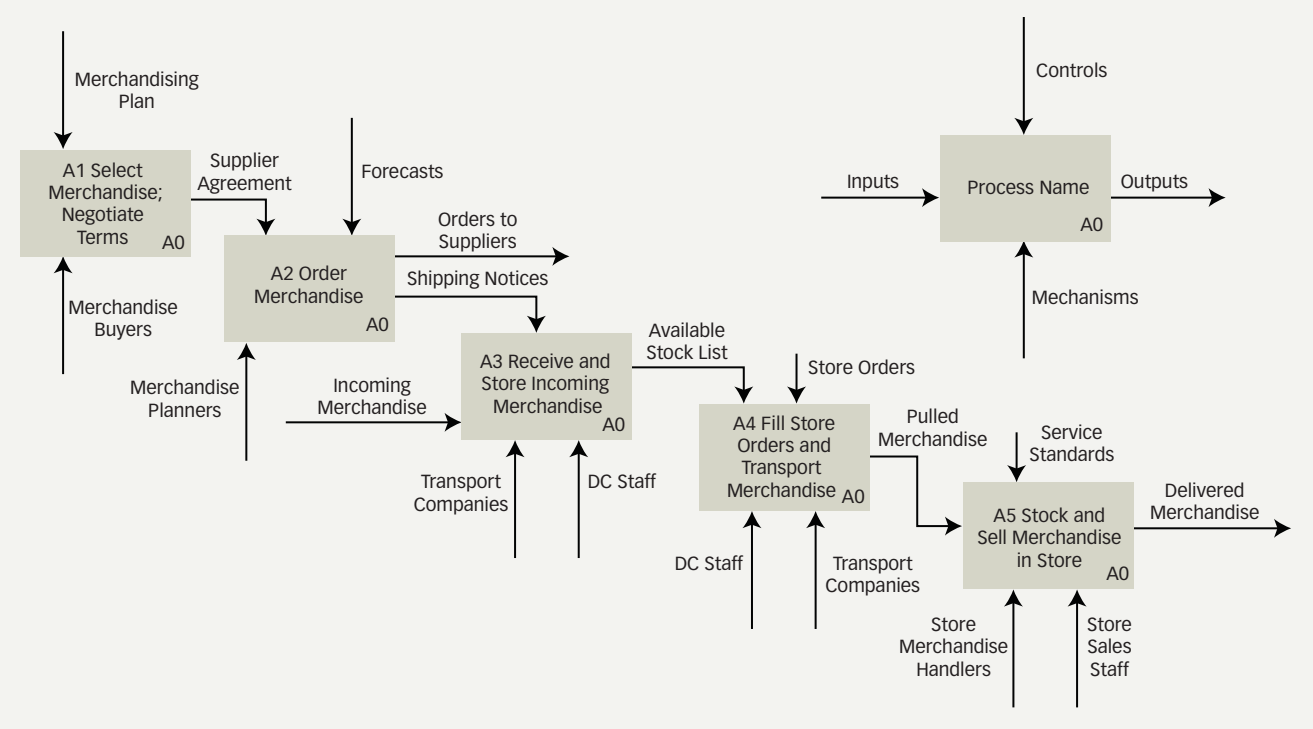 Merchandising
Plan
A1 Select
Merchandise;
Negotiate
Terms
A0
Merchandise
Buyers
Supplier
Agreement
Forecasts
A2 Order
Merchandise
A0
Merchandise
Planners
Orders to
Suppliers
Shipping Notices
Incoming
Merchandise
A3 Receive and
Store Incoming
Merchandise
A0
Transport
Companies
DC Staff
Available
Stock List
Store Orders
A4 Fill Store
Orders and
Transport
Merchandise
A0
DC Staff
Transport
Companies
Pulled
Merchandise
Service
Standards
A5 Stock and
Sell Merchandise
in Store
A0
Store
Merchandise
Handlers
Store
Sales
Staff
Delivered
Merchandise
Controls
Inputs
Process Name
A0
Outputs
Mechanisms